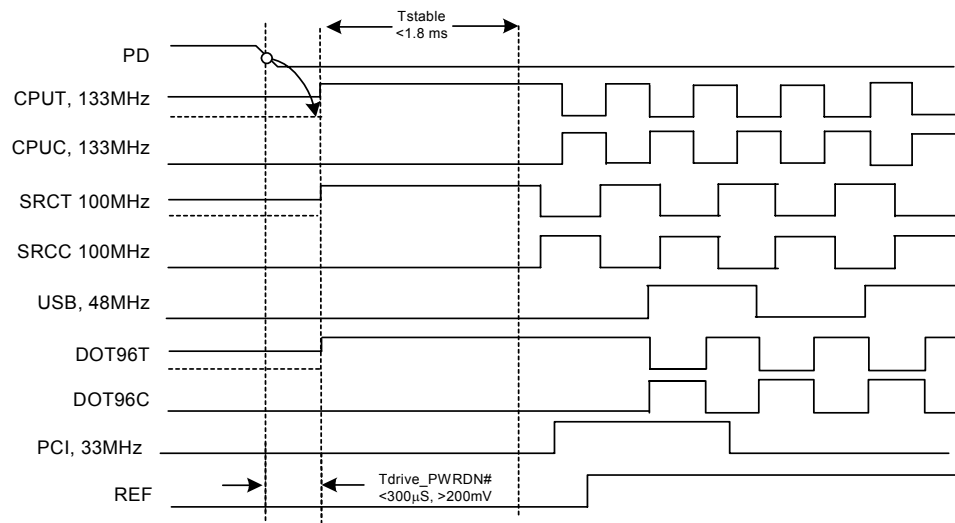 Tstable
<1.8 ms
PD
CPUT, 133MHz
CPUC, 133MHz
SRCT 100MHz
SRCC 100MHz
USB, 48MHz
DOT96T
DOT96C
PCI, 33MHz
Tdrive_PWRDN#
<300µS, >200mV
REF